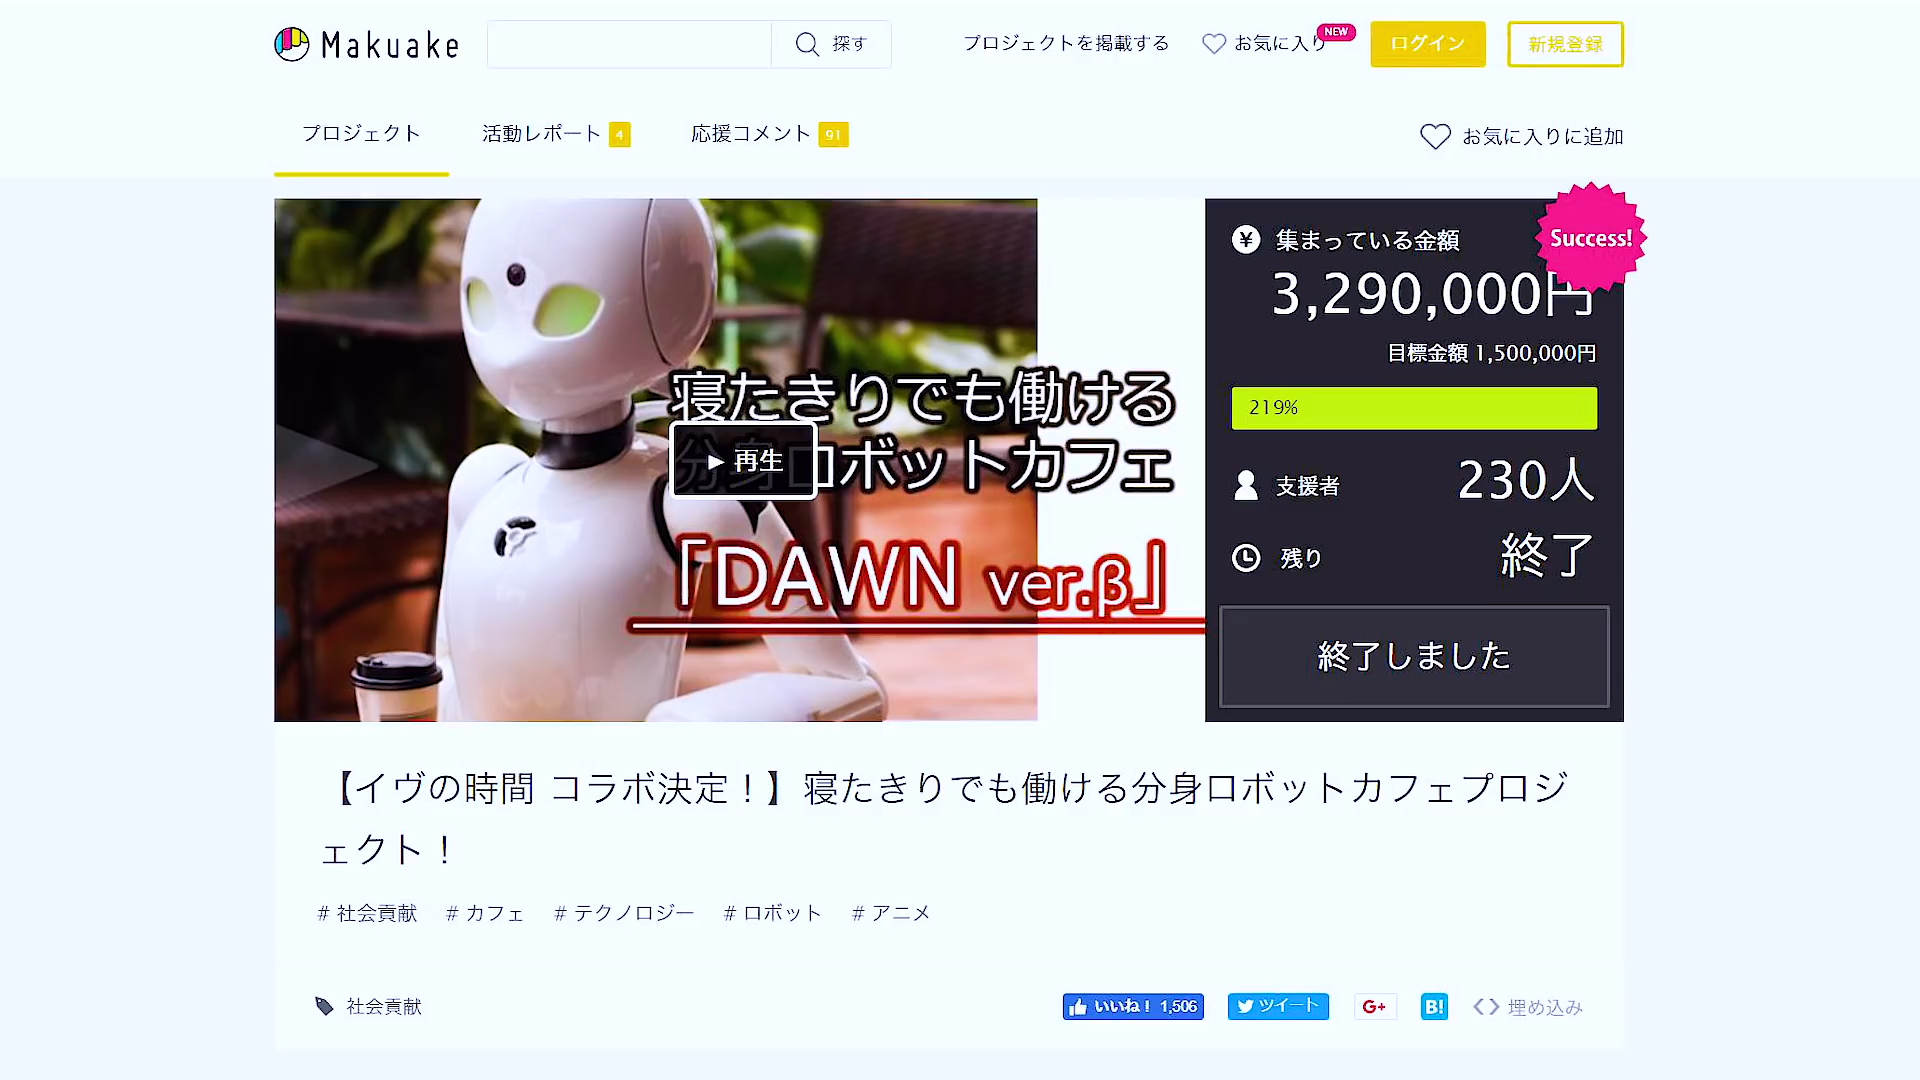 Makuake
探す
プロジェクトを掲載する
お気に入り
NEW
ログイン
新規登録
プロジェクト
活動レポート 4
応援コメント 91
お気に入りに追加
寝たきりでも働ける
分身ロボットカフェ
「DAWN ver.β」
▶ 再生
Success!
¥ 集まっている金額
3,290,000円
目標金額 1,500,000円
219%
支援者 230人
残り 終了
終了しました
【イヴの時間 コラボ決定！】寝たきりでも働ける分身ロボットカフェプロジ
ェクト！
# 社会貢献 # カフェ # テクノロジー # ロボット # アニメ
社会貢献
いいね！ 1,506
ツイート
G+
B!
埋め込み